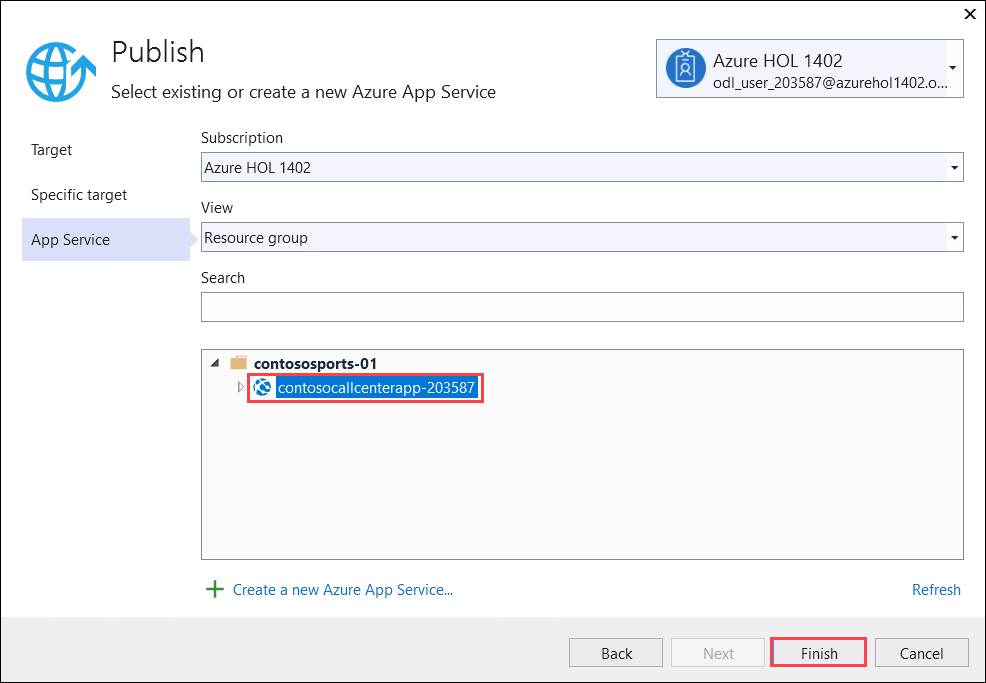 Publish
Select existing or create a new Azure App Service
Azure HOL 1402
odl_user_203587@azurehol1402.o...
Target
Specific target
App Service
Subscription
Azure HOL 1402
View
Resource group
Search
contososports-01
contosocallcenterapp-203587
Create a new Azure App Service...
Refresh
Back
Next
Finish
Cancel